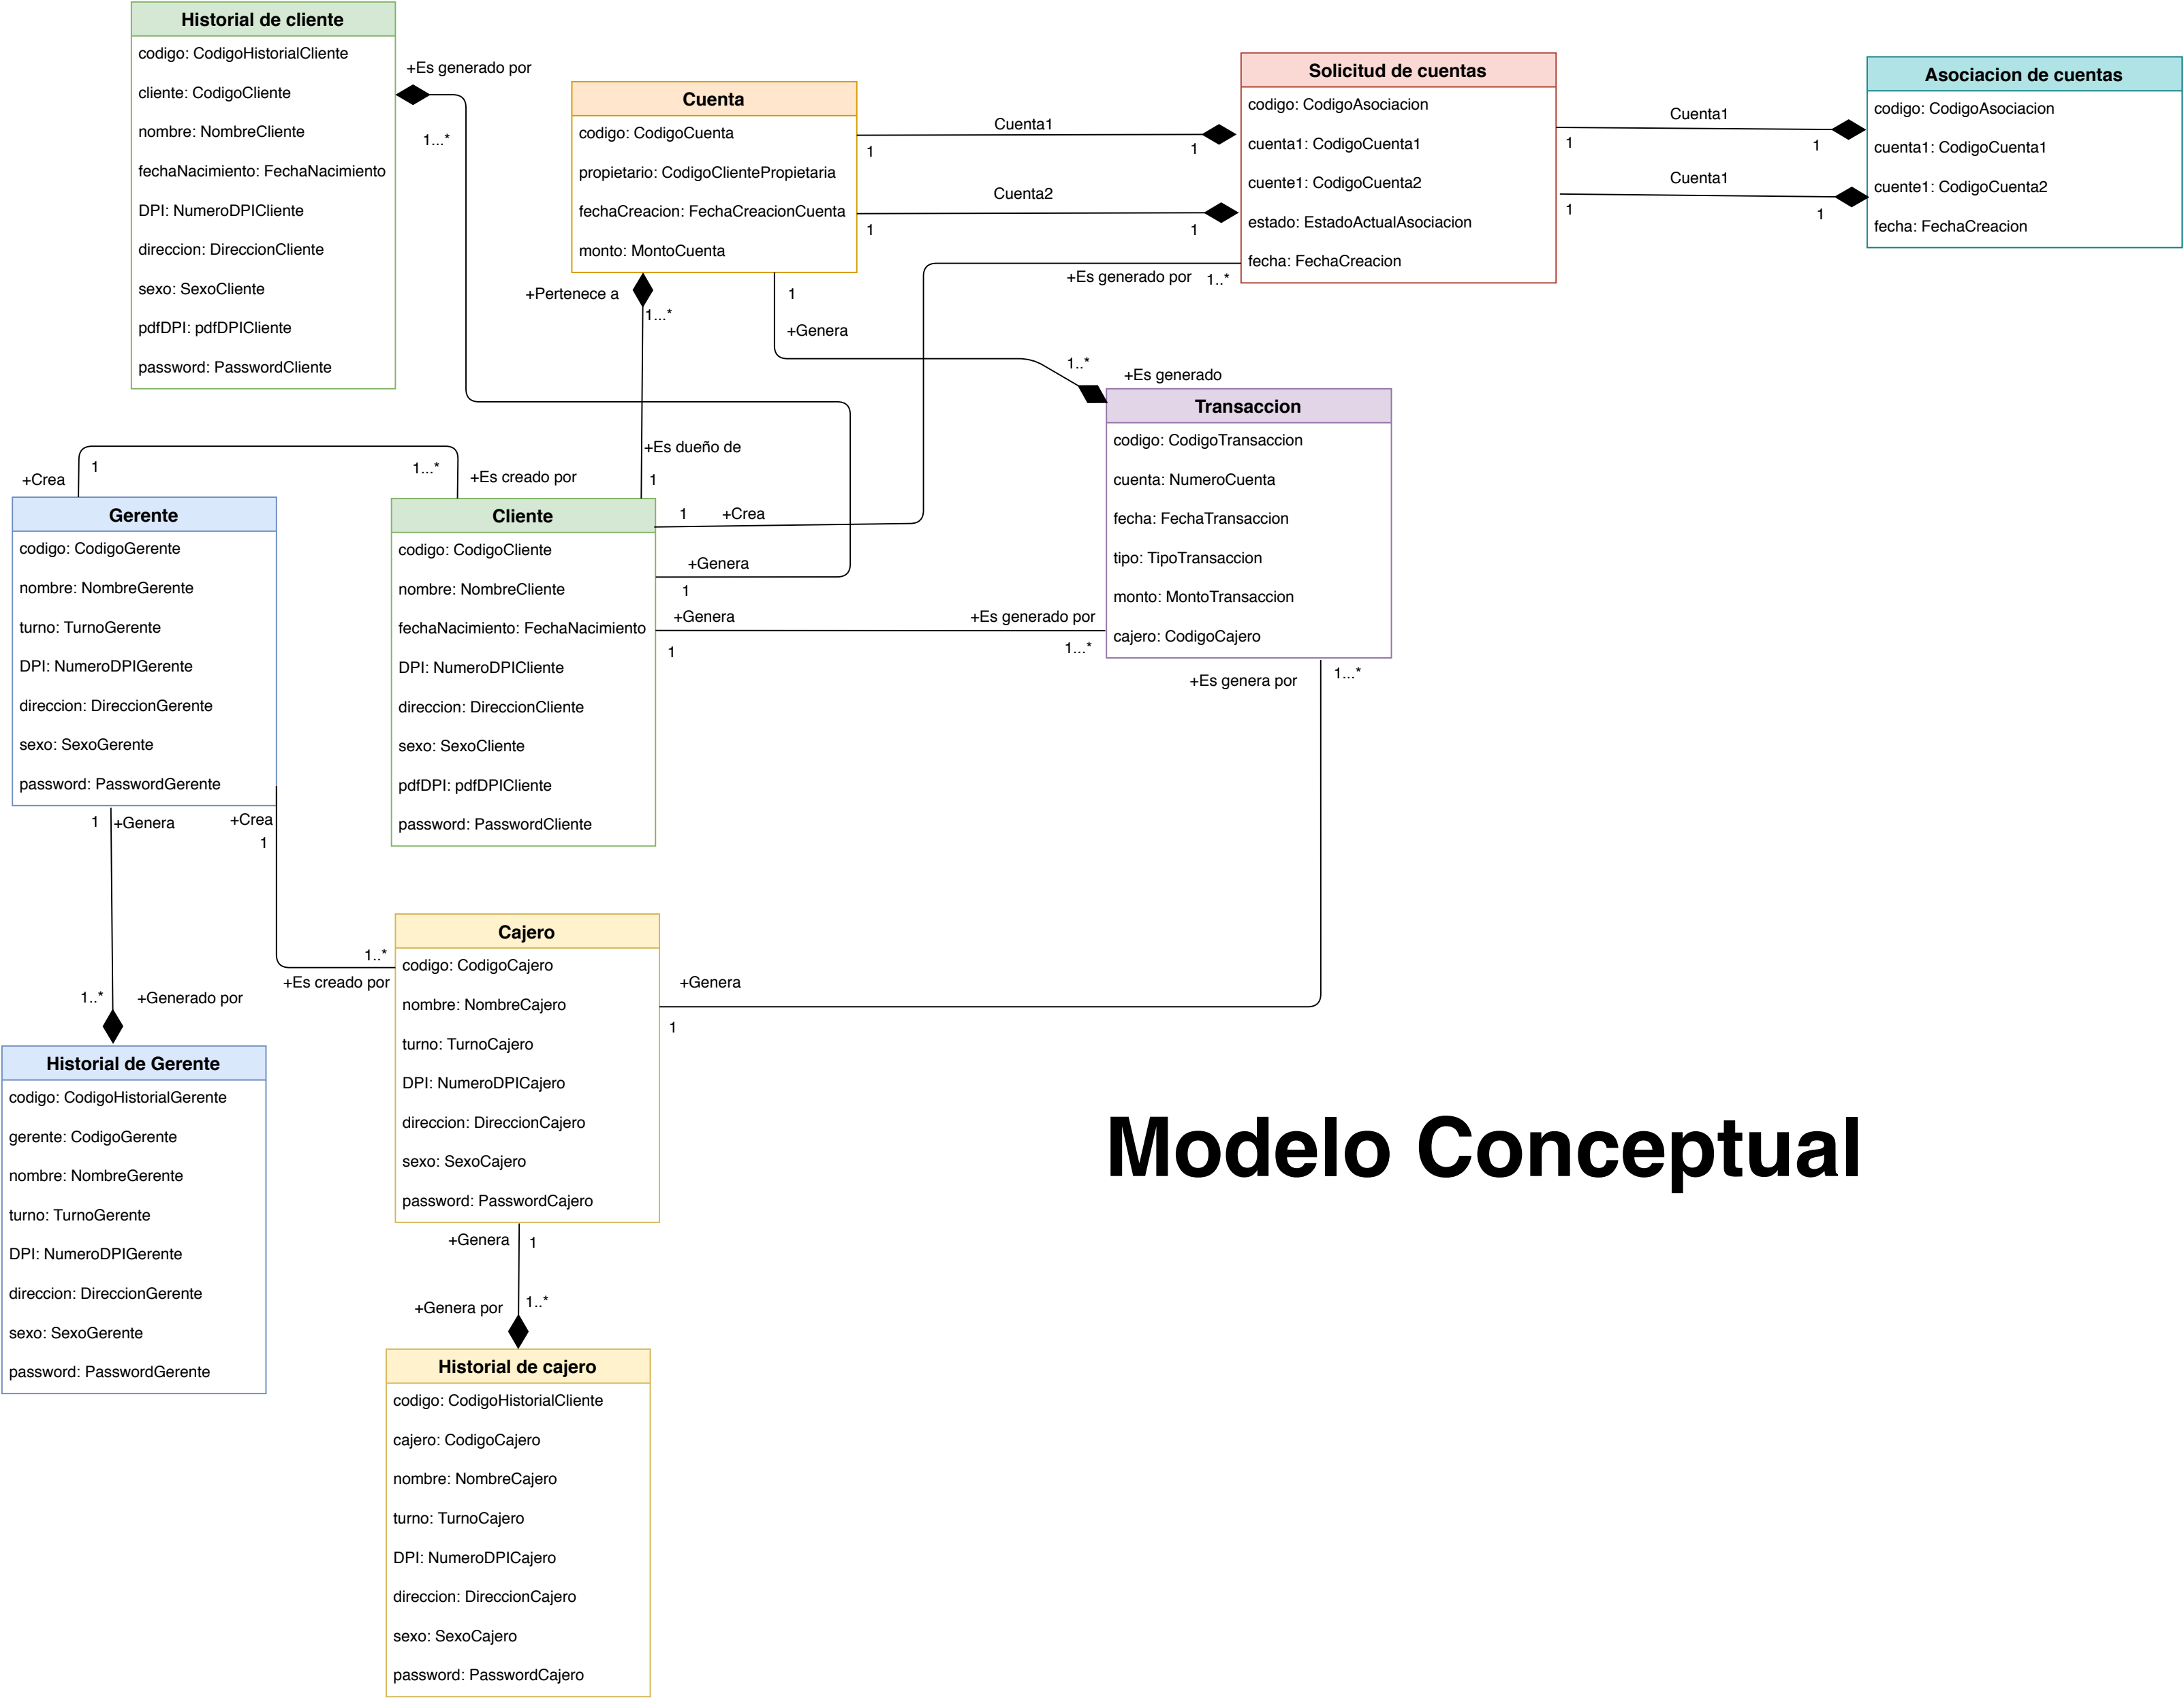 Historial de cliente
codigo: CodigoHistorialCliente
cliente: CodigoCliente
nombre: NombreCliente
fechaNacimiento: FechaNacimiento
DPI: NumeroDPICliente
direccion: DireccionCliente
sexo: SexoCliente
pdfDPI: pdfDPICliente
password: PasswordCliente
+Es generado por
1...*
Cuenta
codigo: CodigoCuenta
propietario: CodigoClientePropietaria
fechaCreacion: FechaCreacionCuenta
monto: MontoCuenta
Cuenta1
1
1
Cuenta2
1
1
Solicitud de cuentas
codigo: CodigoAsociacion
cuenta1: CodigoCuenta1
cuente1: CodigoCuenta2
estado: EstadoActualAsociacion
fecha: FechaCreacion
Cuenta1
1
1
Cuenta1
1
1
Asociacion de cuentas
codigo: CodigoAsociacion
cuenta1: CodigoCuenta1
cuente1: CodigoCuenta2
fecha: FechaCreacion
+Es generado por
1..*
+Pertenece a
1...*
1
+Genera
1..*
+Es generado
Transaccion
codigo: CodigoTransaccion
cuenta: NumeroCuenta
fecha: FechaTransaccion
tipo: TipoTransaccion
monto: MontoTransaccion
cajero: CodigoCajero
+Es dueño de
1
1
1...*
+Crea
+Es creado por
Gerente
codigo: CodigoGerente
nombre: NombreGerente
turno: TurnoGerente
DPI: NumeroDPIGerente
direccion: DireccionGerente
sexo: SexoGerente
password: PasswordGerente
Cliente
codigo: CodigoCliente
nombre: NombreCliente
fechaNacimiento: FechaNacimiento
DPI: NumeroDPICliente
direccion: DireccionCliente
sexo: SexoCliente
pdfDPI: pdfDPICliente
password: PasswordCliente
1
+Crea
+Genera
1
+Genera
1
+Es generado por
1...*
+Es genera por
1...*
1
+Genera
+Crea
1
1..*
+Es creado por
1..*
+Generado por
Cajero
codigo: CodigoCajero
nombre: NombreCajero
turno: TurnoCajero
DPI: NumeroDPICajero
direccion: DireccionCajero
sexo: SexoCajero
password: PasswordCajero
+Genera
1
Historial de Gerente
codigo: CodigoHistorialGerente
gerente: CodigoGerente
nombre: NombreGerente
turno: TurnoGerente
DPI: NumeroDPIGerente
direccion: DireccionGerente
sexo: SexoGerente
password: PasswordGerente
Modelo Conceptual
+Genera
1
+Genera por
1..*
Historial de cajero
codigo: CodigoHistorialCliente
cajero: CodigoCajero
nombre: NombreCajero
turno: TurnoCajero
DPI: NumeroDPICajero
direccion: DireccionCajero
sexo: SexoCajero
password: PasswordCajero